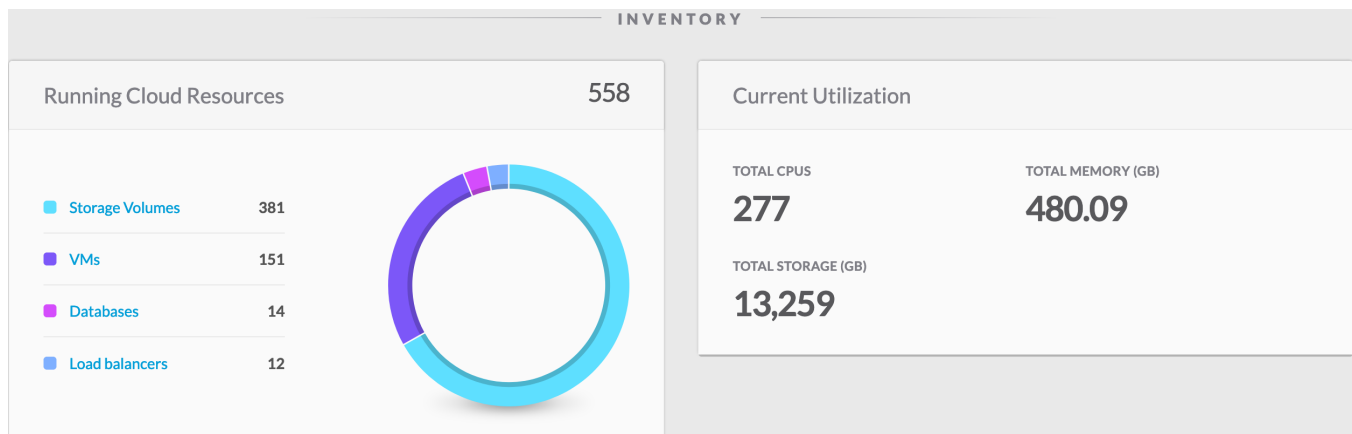 INVENTORY
Running Cloud Resources 558
Storage Volumes 381
VMs 151
Databases 14
Load balancers 12
Current Utilization
TOTAL CPUS TOTAL MEMORY (GB)
277 480.09
TOTAL STORAGE (GB)
13,259